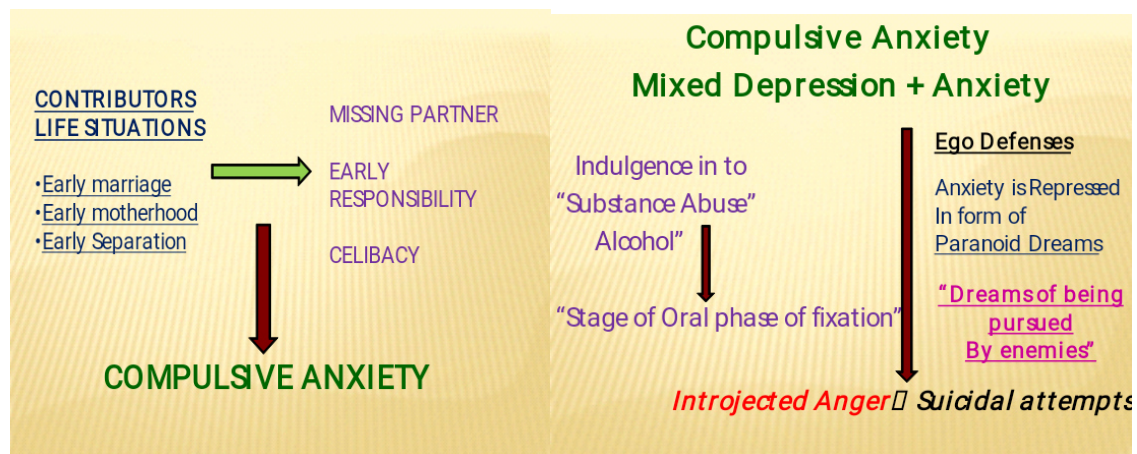 CONTRIBUTORS
LIFE SITUATIONS
•Early marriage
•Early motherhood
•Early Separation
MISSING PARTNER
EARLY
RESPONSIBILITY
CELIBACY
COMPULSIVE ANXIETY
Compulsive Anxiety
Mixed Depression + Anxiety
Indulgence in to
“Substance Abuse”
Alcohol”
“Stage of Oral phase of fixation”
Ego Defenses
Anxiety is Repressed
In form of
Paranoid Dreams
“Dreams of being
pursued
By enemies”
Introjected Anger Suicidal attempts